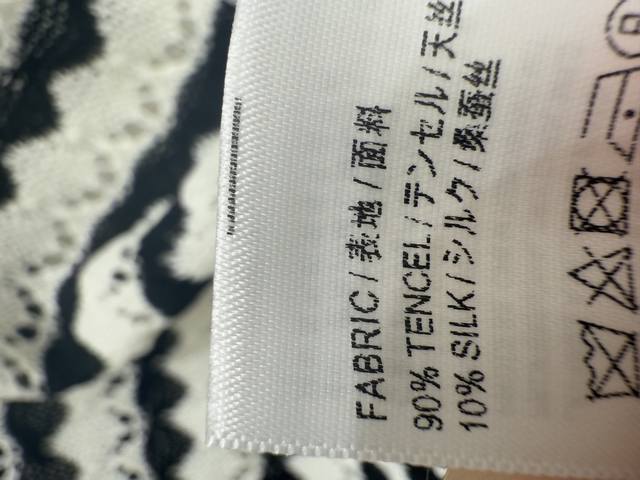 FABRIC / 表地 / 面料
90% TENCEL / テンセル / 天丝
10% SILK / シルク / 桑蚕丝